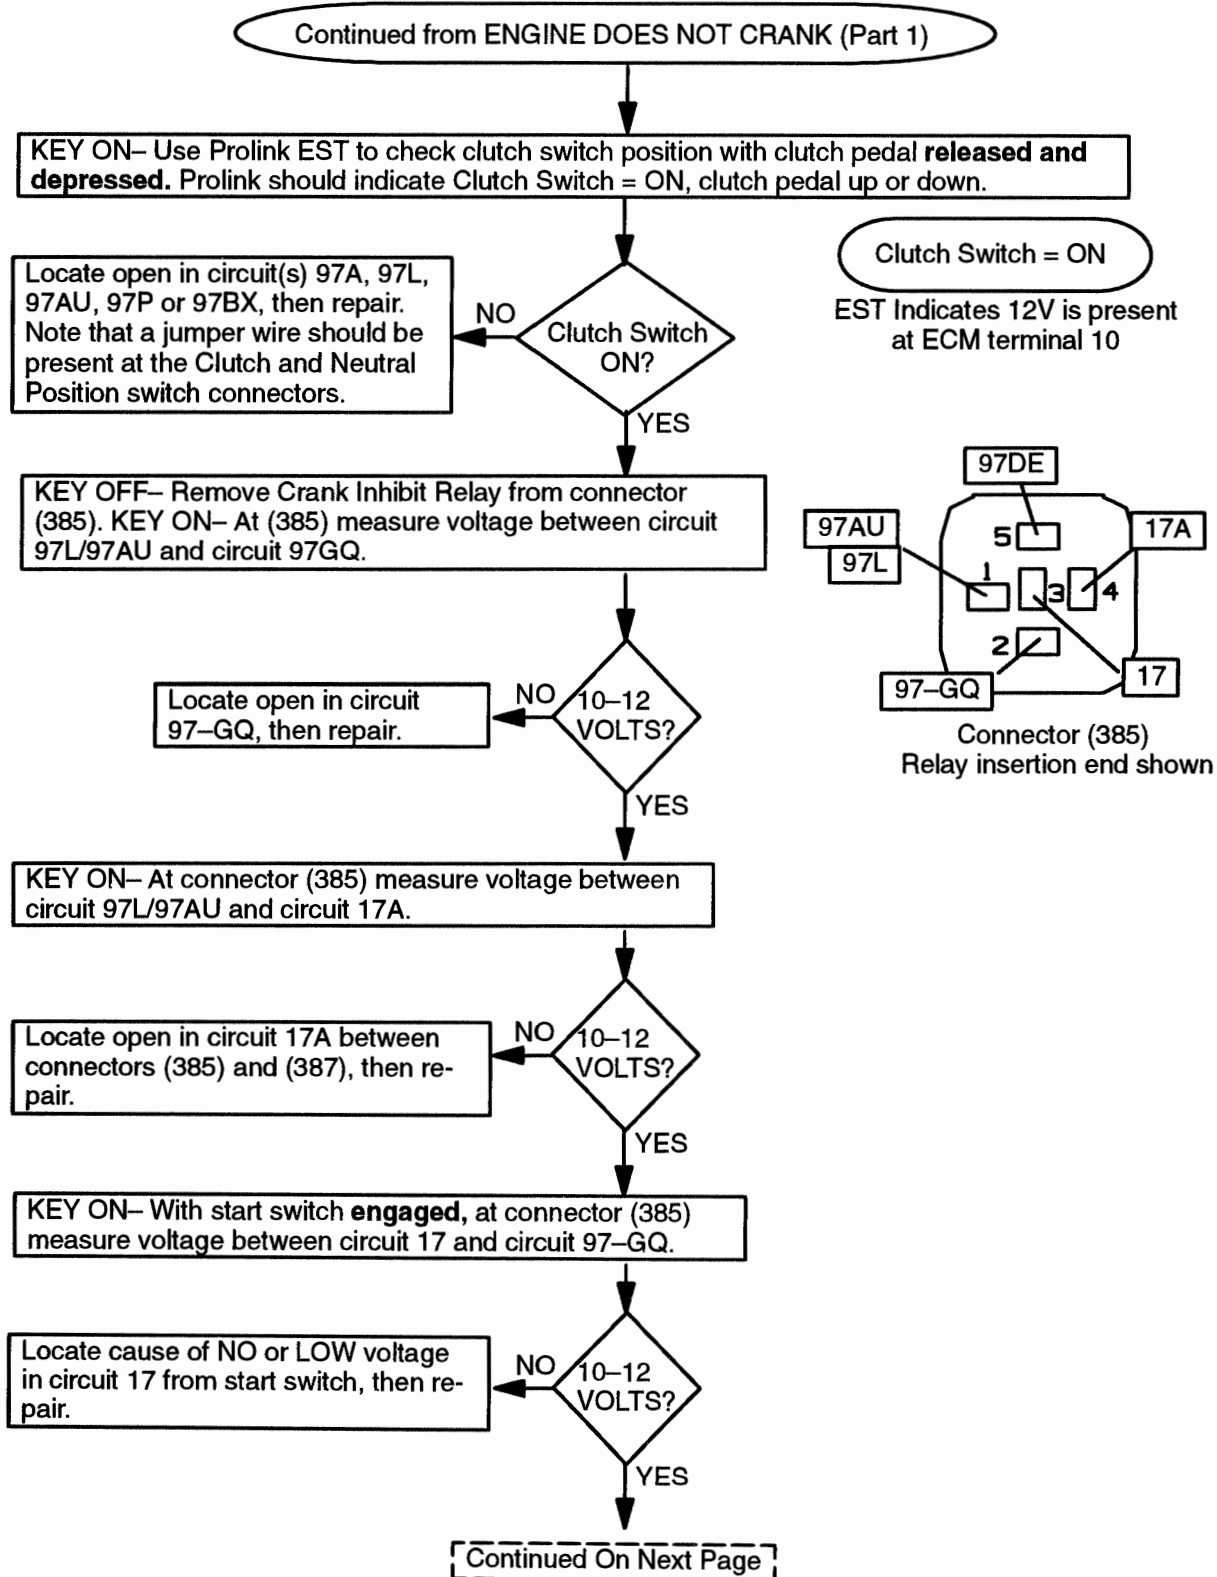 Continued from ENGINE DOES NOT CRANK (Part 1)
KEY ON– Use Prolink EST to check clutch switch position with clutch pedal released and
depressed. Prolink should indicate Clutch Switch = ON, clutch pedal up or down.
Clutch Switch = ON
EST Indicates 12V is present
at ECM terminal 10
Locate open in circuit(s) 97A, 97L,
97AU, 97P or 97BX, then repair.
Note that a jumper wire should be
present at the Clutch and Neutral
Position switch connectors.
NO
Clutch Switch
ON?
YES
KEY OFF– Remove Crank Inhibit Relay from connector
(385). KEY ON– At (385) measure voltage between circuit
97L/97AU and circuit 97GQ.
97DE
97AU
97L
17A
5
1
3
4
2
97–GQ
17
Connector (385)
Relay insertion end shown
Locate open in circuit
97–GQ, then repair.
NO
10–12
VOLTS?
YES
KEY ON– At connector (385) measure voltage between
circuit 97L/97AU and circuit 17A.
Locate open in circuit 17A between
connectors (385) and (387), then re-
pair.
NO
10–12
VOLTS?
YES
KEY ON– With start switch engaged, at connector (385)
measure voltage between circuit 17 and circuit 97–GQ.
Locate cause of NO or LOW voltage
in circuit 17 from start switch, then re-
pair.
NO
10–12
VOLTS?
YES
Continued On Next Page